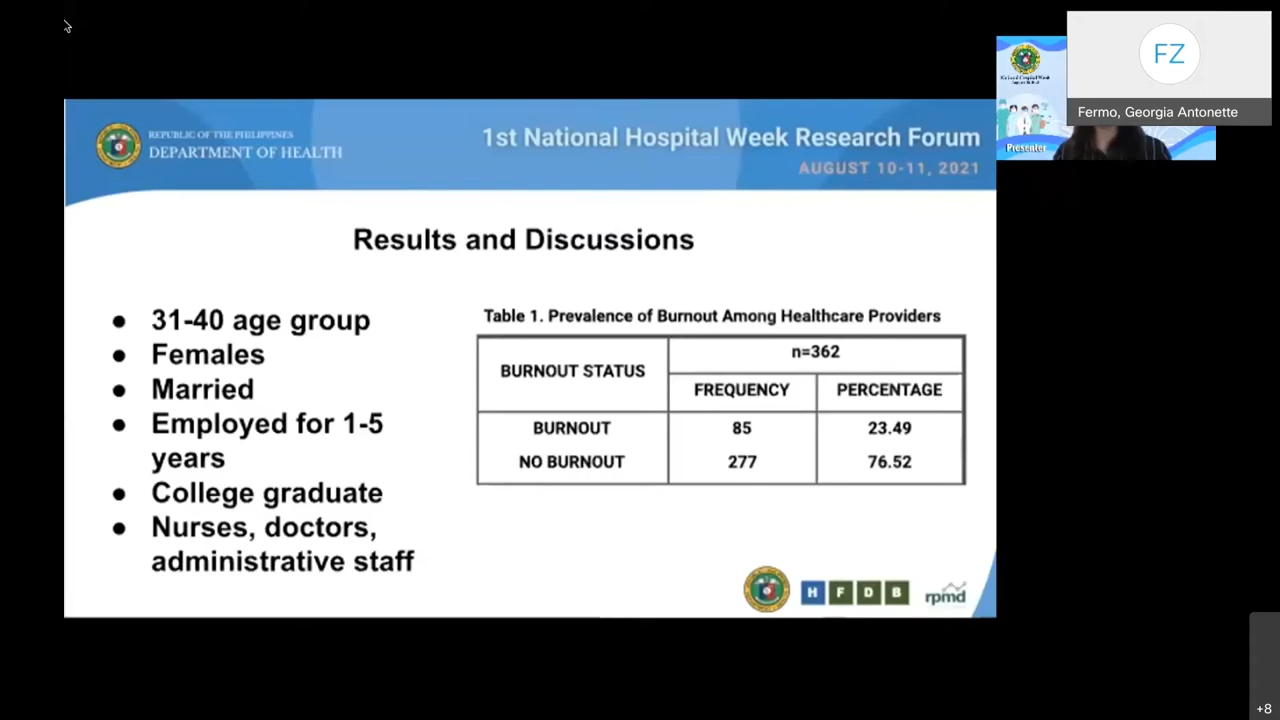 FZ
Fermo, Georgia Antonette
Presenter
REPUBLIC OF THE PHILIPPINES
DEPARTMENT OF HEALTH
1st National Hospital Week Research Forum
AUGUST 10-11, 2021
Results and Discussions
● 31-40 age group
● Females
● Married
● Employed for 1-5
years
● College graduate
● Nurses, doctors,
administrative staff
Table 1. Prevalence of Burnout Among Healthcare Providers
BURNOUT STATUS
n=362
FREQUENCY PERCENTAGE
BURNOUT 85 23.49
NO BURNOUT 277 76.52
H F D B
rpmd
+8